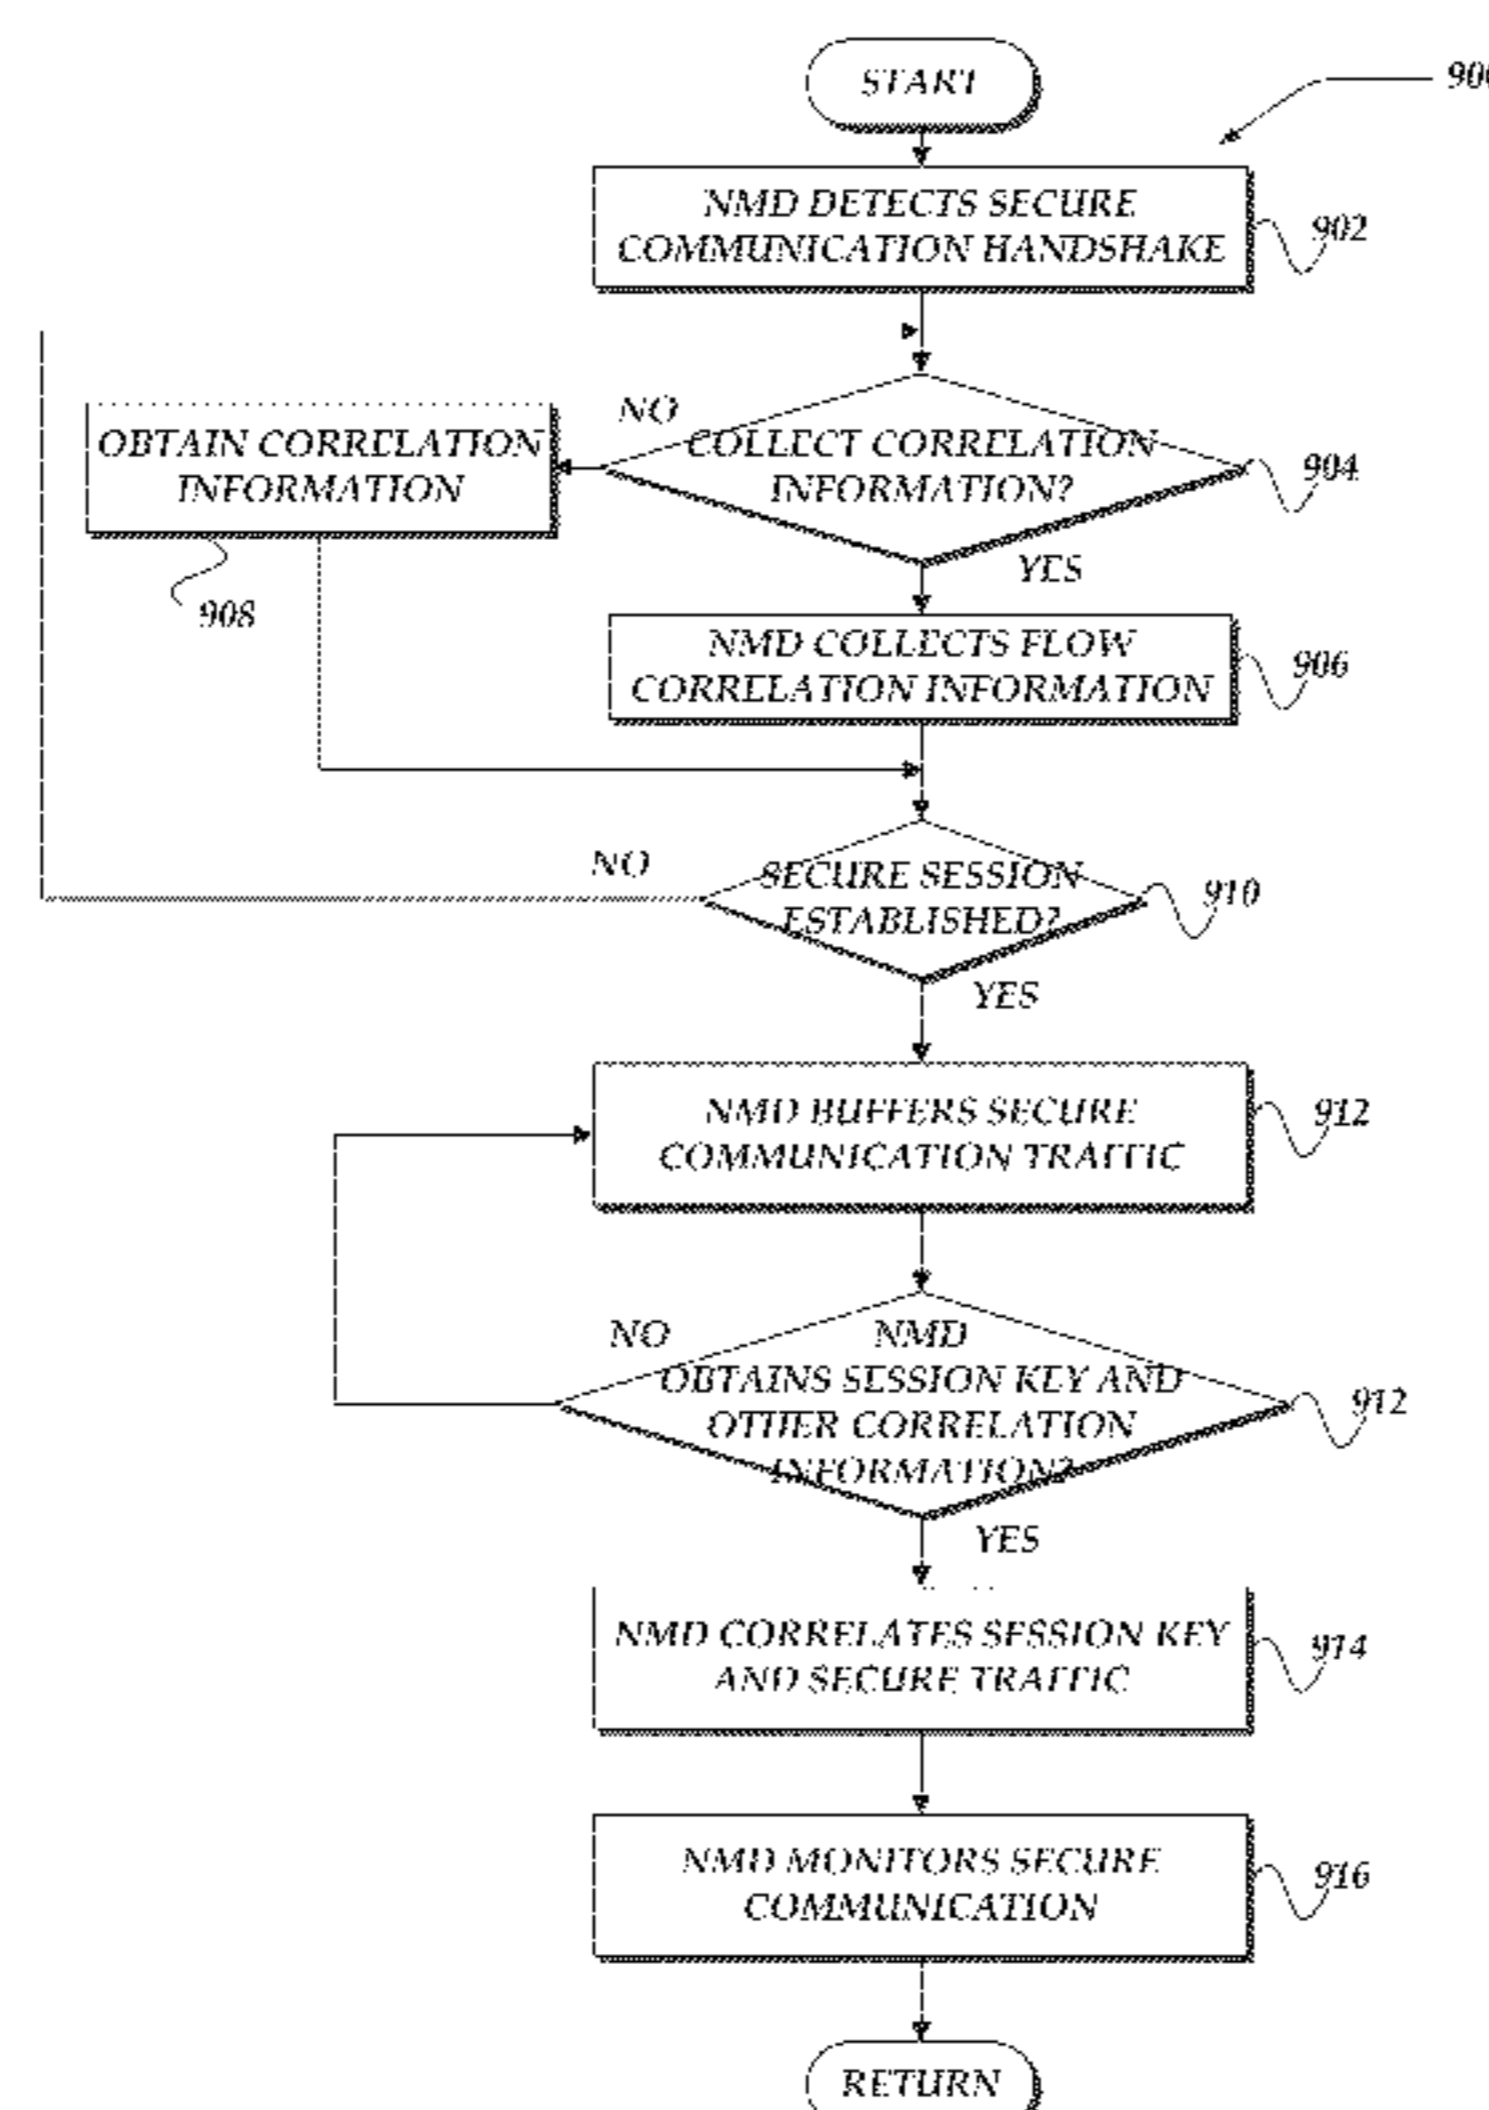 START
900
NMD DETECTS SECURE
COMMUNICATION HANDSHAKE
902
NO
OBTAIN CORRELATION
INFORMATION
COLLECT CORRELATION
INFORMATION?
904
YES
908
NMD COLLECTS FLOW
CORRELATION INFORMATION
906
NO
SECURE SESSION
ESTABLISHED?
910
YES
NMD BUFFERS SECURE
COMMUNICATION TRAFFIC
912
NO
NMD
OBTAINS SESSION KEY AND
OTHER CORRELATION
INFORMATION?
912
YES
NMD CORRELATES SESSION KEY
AND SECURE TRAFFIC
914
NMD MONITORS SECURE
COMMUNICATION
916
RETURN